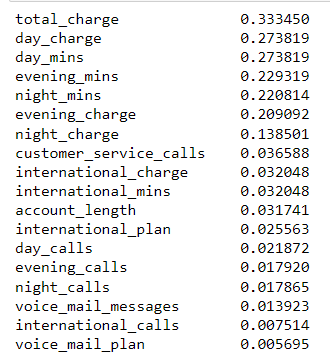 total_charge 0.333450
day_charge 0.273819
day_mins 0.273819
evening_mins 0.229319
night_mins 0.220814
evening_charge 0.209092
night_charge 0.138501
customer_service_calls 0.036588
international_charge 0.032048
international_mins 0.032048
account_length 0.031741
international_plan 0.025563
day_calls 0.021872
evening_calls 0.017920
night_calls 0.017865
voice_mail_messages 0.013923
international_calls 0.007514
voice_mail_plan 0.005695